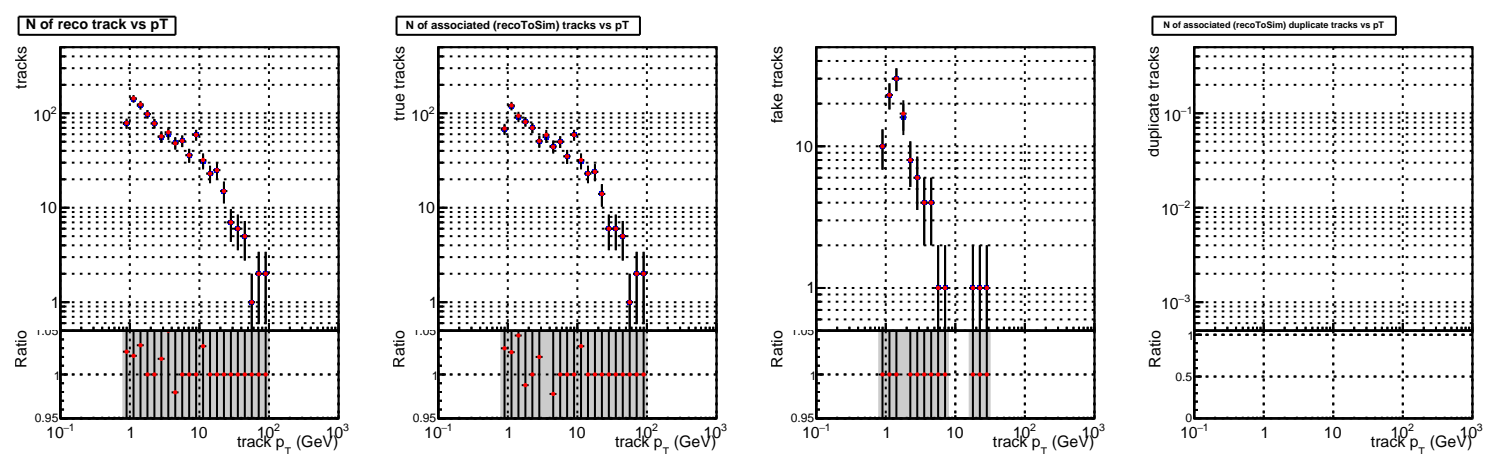 N of reco track vs pT
tracks
10²
10
1
Ratio
1.05
1
0.95
10⁻¹ 1 10 10² 10³
track p_T (GeV)
N of associated (recoToSim) tracks vs pT
true tracks
10²
10
1
Ratio
1.05
1
0.95
10⁻¹ 1 10 10² 10³
track p_T (GeV)
fake tracks
10
1
Ratio
1.05
1
0.95
10⁻¹ 1 10 10² 10³
track p_T (GeV)
N of associated (recoToSim) duplicate tracks vs pT
duplicate tracks
10⁻¹
10⁻²
10⁻³
Ratio
1
0.5
0
10⁻¹ 1 10 10² 10³
track p_T (GeV)